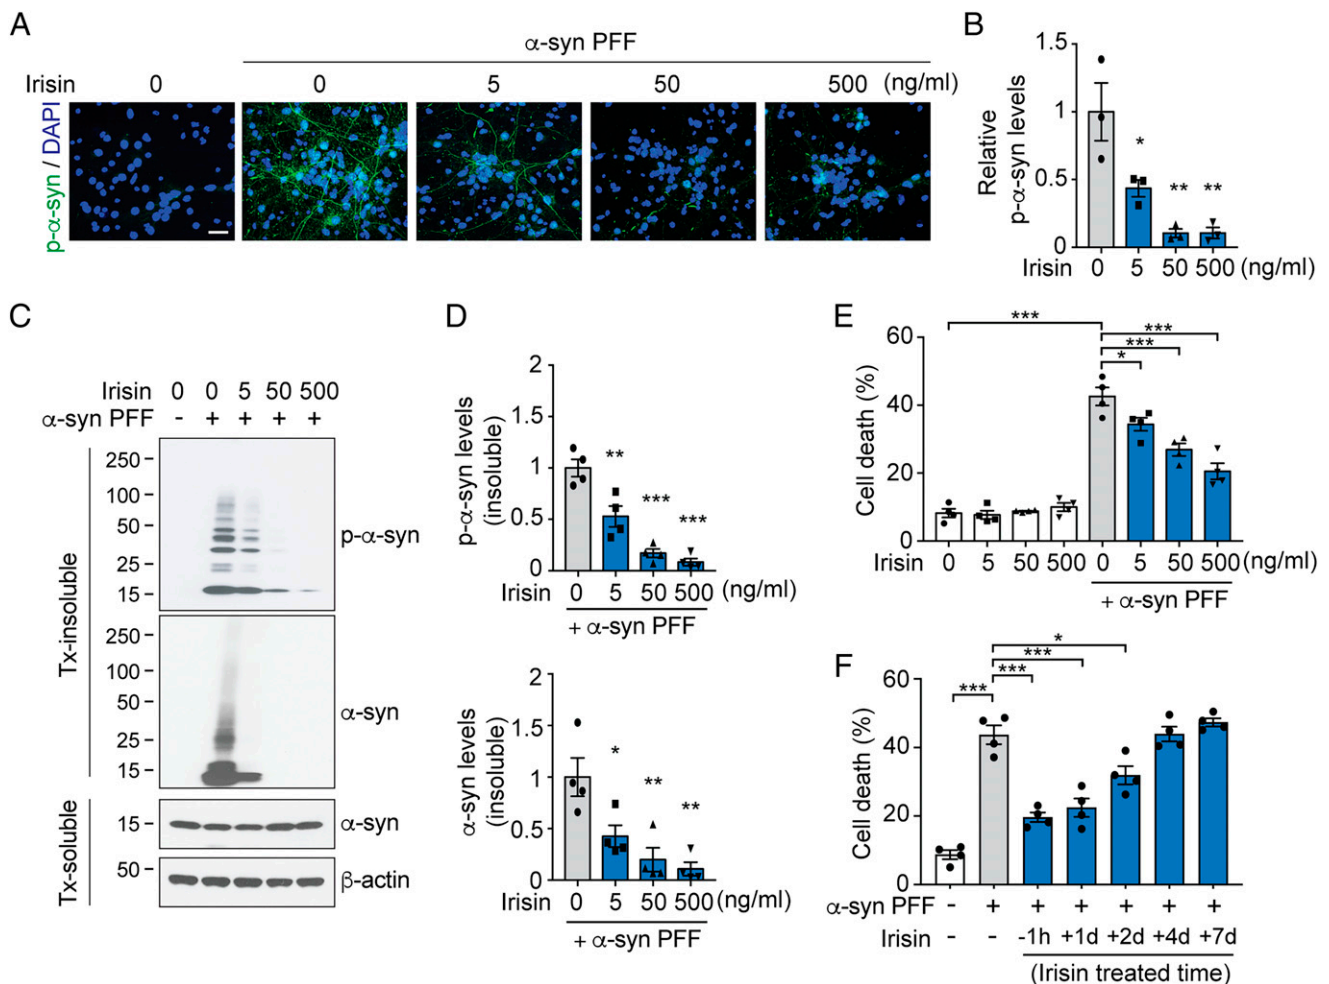 A
α-syn PFF
Irisin 0 0 5 50 500 (ng/ml)
p-α-syn / DAPI
B
Relative
p-α-syn levels
1.5
1
0.5
0
*
**
**
Irisin 0 5 50 500 (ng/ml)
C
Irisin 0 0 5 50 500
α-syn PFF - + + + +
Tx-insoluble
250
100
50
25
15
p-α-syn
250
100
50
25
15
α-syn
Tx-soluble
15
α-syn
50
β-actin
D
p-α-syn levels
(insoluble)
2
1.5
1
0.5
0
**
***
***
Irisin 0 5 50 500 (ng/ml)
+ α-syn PFF
α-syn levels
(insoluble)
2
1.5
1
0.5
0
*
**
**
Irisin 0 5 50 500 (ng/ml)
+ α-syn PFF
E
Cell death (%)
60
40
20
0
***
***
***
*
Irisin 0 5 50 500 0 5 50 500
+ α-syn PFF
F
Cell death (%)
60
40
20
0
*
***
***
***
α-syn PFF - + + + + + +
Irisin - - -1h +1d +2d +4d +7d
(Irisin treated time)